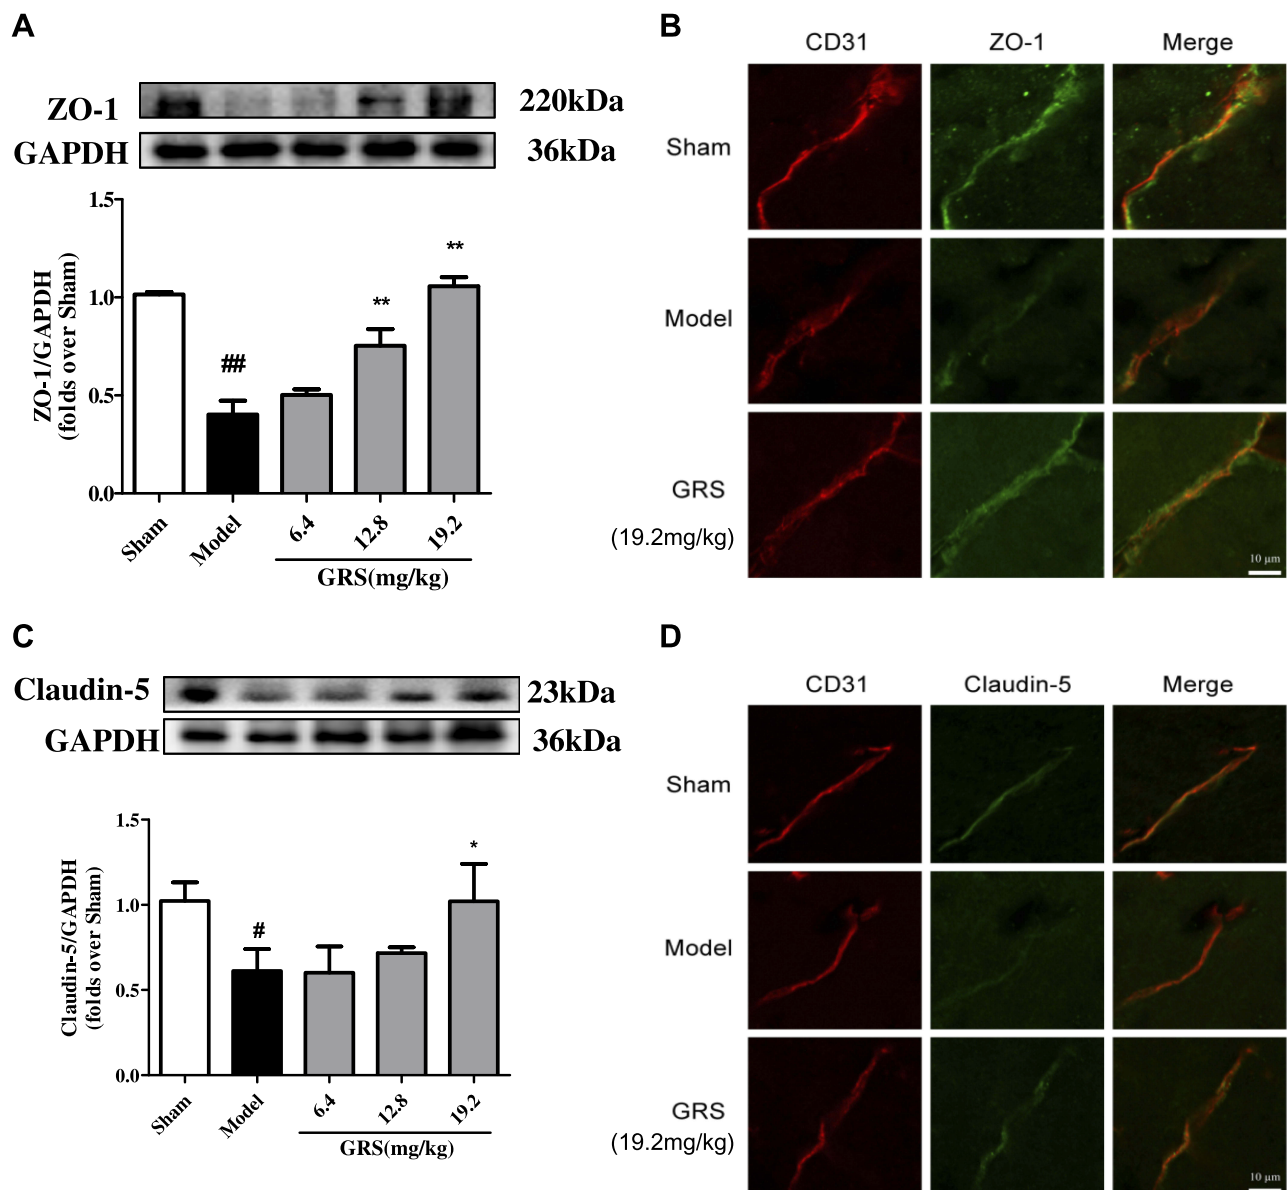 A
ZO-1 220kDa
GAPDH 36kDa
ZO-1/GAPDH
(folds over Sham)
1.5
1.0
0.5
0.0
##
**
**
Sham Model 6.4 12.8 19.2
GRS(mg/kg)
B
CD31 ZO-1 Merge
Sham
Model
GRS
(19.2mg/kg)
10 μm
C
Claudin-5 23kDa
GAPDH 36kDa
Claudin-5/GAPDH
(folds over Sham)
1.5
1.0
0.5
0.0
#
*
Sham Model 6.4 12.8 19.2
GRS(mg/kg)
D
CD31 Claudin-5 Merge
Sham
Model
GRS
(19.2mg/kg)
10 μm